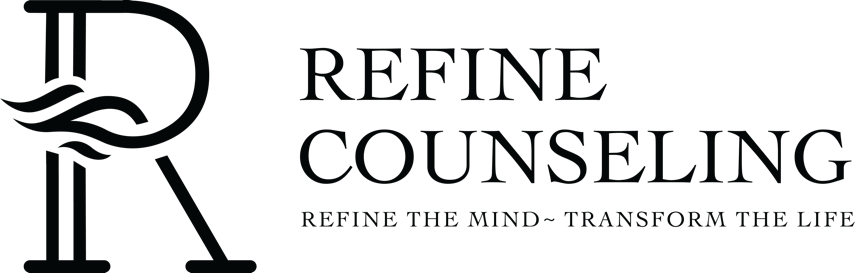 R
REFINE
COUNSELING
REFINE THE MIND~ TRANSFORM THE LIFE